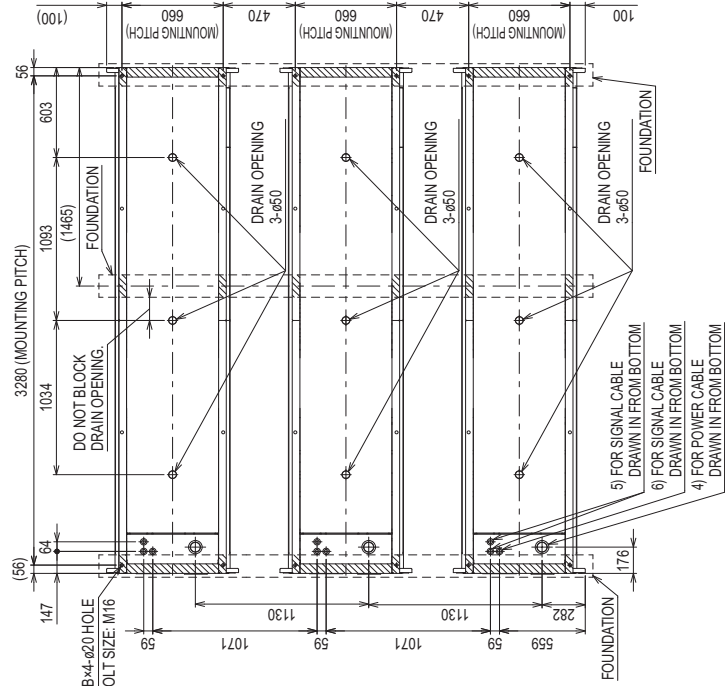 (100)
660
(MOUNTING PITCH)
470
660
(MOUNTING PITCH)
470
660
(MOUNTING PITCH)
100
56
603
1093
(1465)
3280 (MOUNTING PITCH)
1034
64
(56)
147
FOUNDATION
DO NOT BLOCK
DRAIN OPENING.
DRAIN OPENING
3-ø50
DRAIN OPENING
3-ø50
DRAIN OPENING
3-ø50
FOUNDATION
B×4-ø20 HOLE
OLT SIZE: M16
5) FOR SIGNAL CABLE
DRAWN IN FROM BOTTOM
6) FOR SIGNAL CABLE
DRAWN IN FROM BOTTOM
4) FOR POWER CABLE
DRAWN IN FROM BOTTOM
176
1130
1130
282
59
1071
59
1071
59
555
FOUNDATION